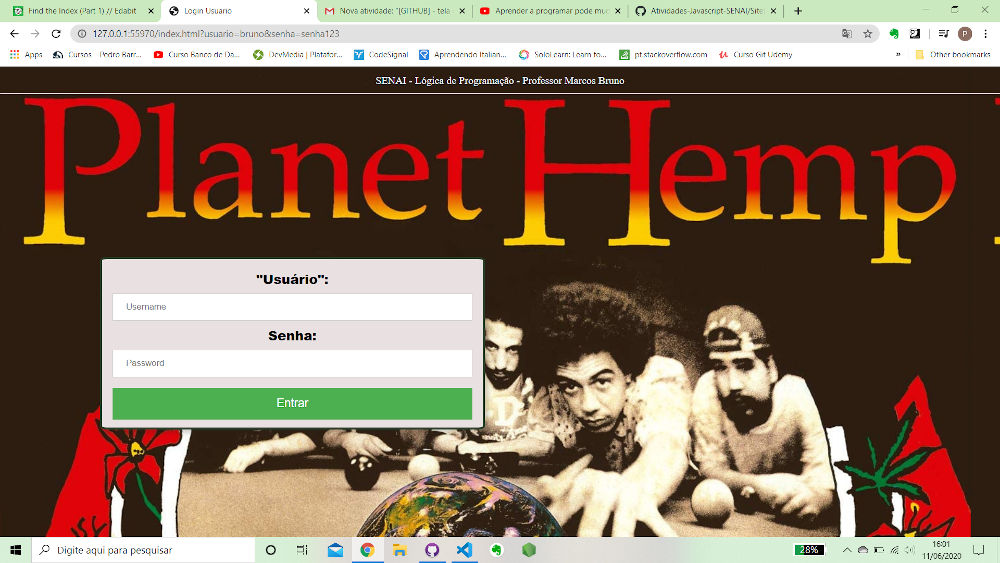 Find the Index (Part 1) // Edabit
Login Usuario
Nova atividade: "[GITHUB] - tela
Aprender a programar pode mud
Atividades-Javascript-SENAI/Site
127.0.0.1:55970/index.html?usuario=bruno&senha=senha123
P
Apps
Cursos
Pedro Barr...
Curso Banco de Da...
DevMedia | Platafor...
CodeSignal
Aprendendo Italian...
SoloLearn: Learn to...
pt.stackoverflow.com
Curso Git Udemy
»
Other bookmarks
SENAI - Lógica de Programação - Professor Marcos Bruno
Planet Hemp
"Usuário":
Username
Senha:
Password
Entrar
D
Digite aqui para pesquisar
28%
16:01
11/06/2020